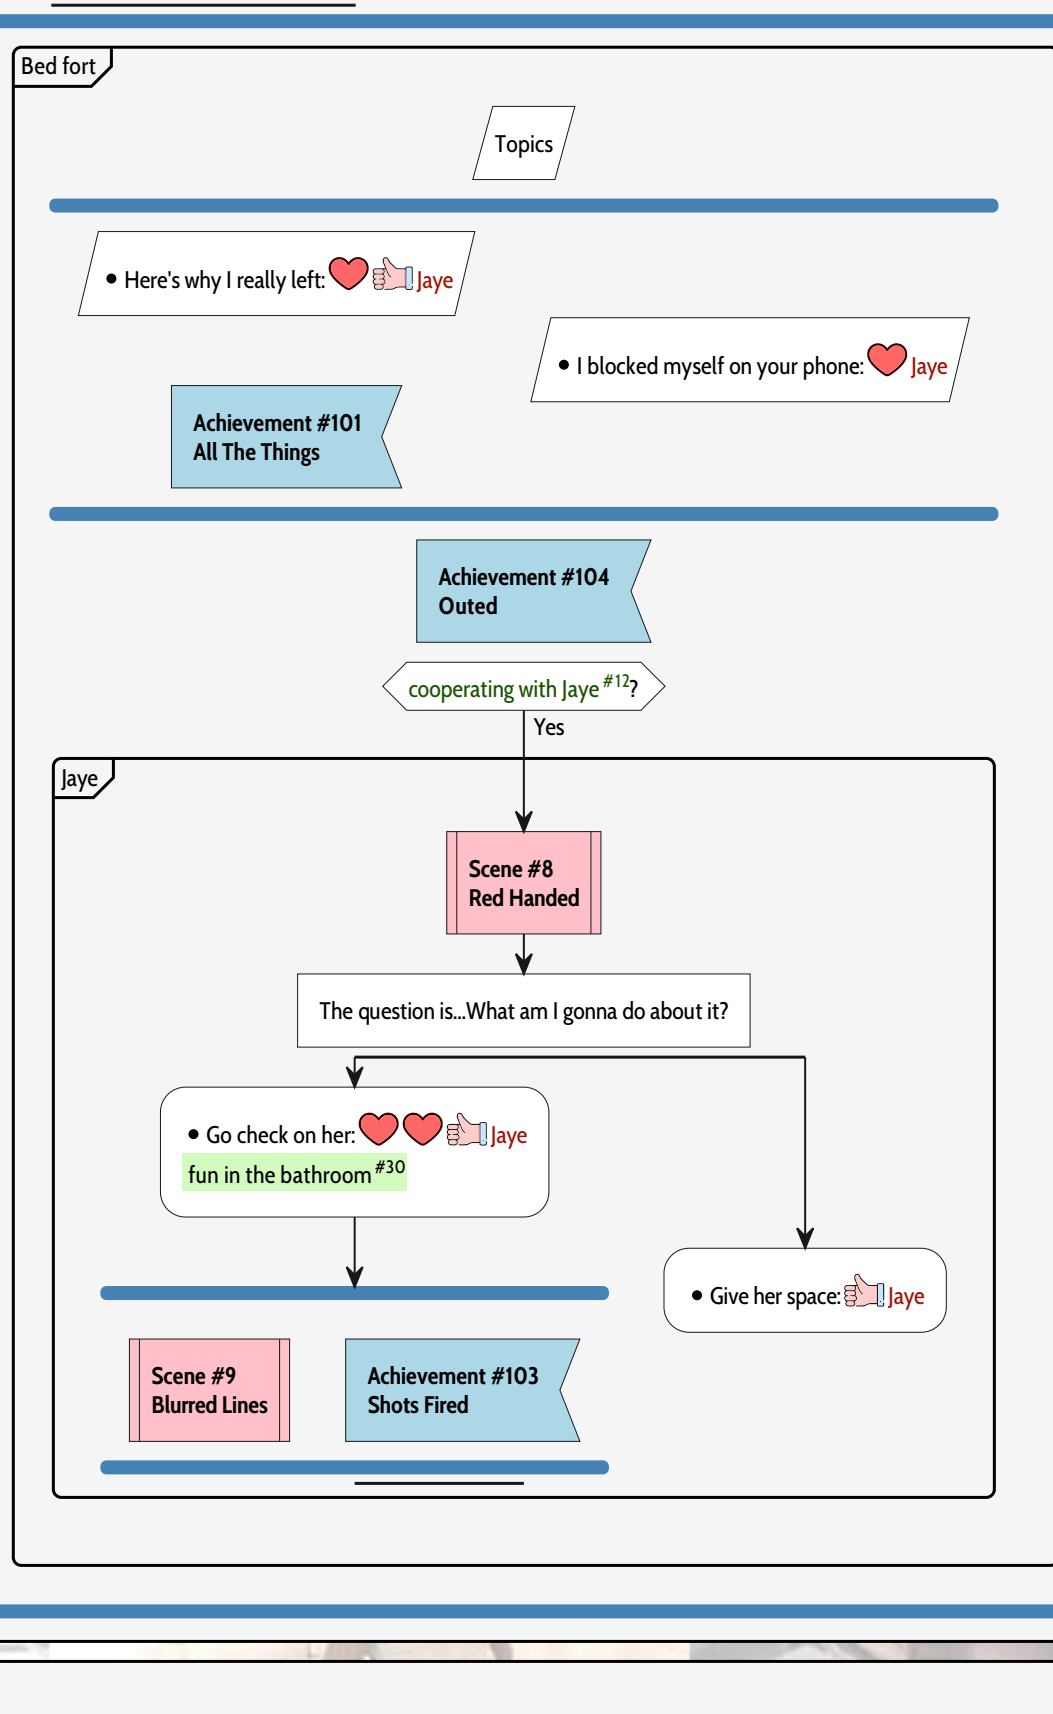 Bed fort
Topics
• Here's why I really left: Jaye
• I blocked myself on your phone: Jaye
Achievement #101
All The Things
Achievement #104
Outed
cooperating with Jaye #12?
Yes
Jaye
Scene #8
Red Handed
The question is...What am I gonna do about it?
• Go check on her: Jaye
fun in the bathroom #30
• Give her space: Jaye
Scene #9
Blurred Lines
Achievement #103
Shots Fired